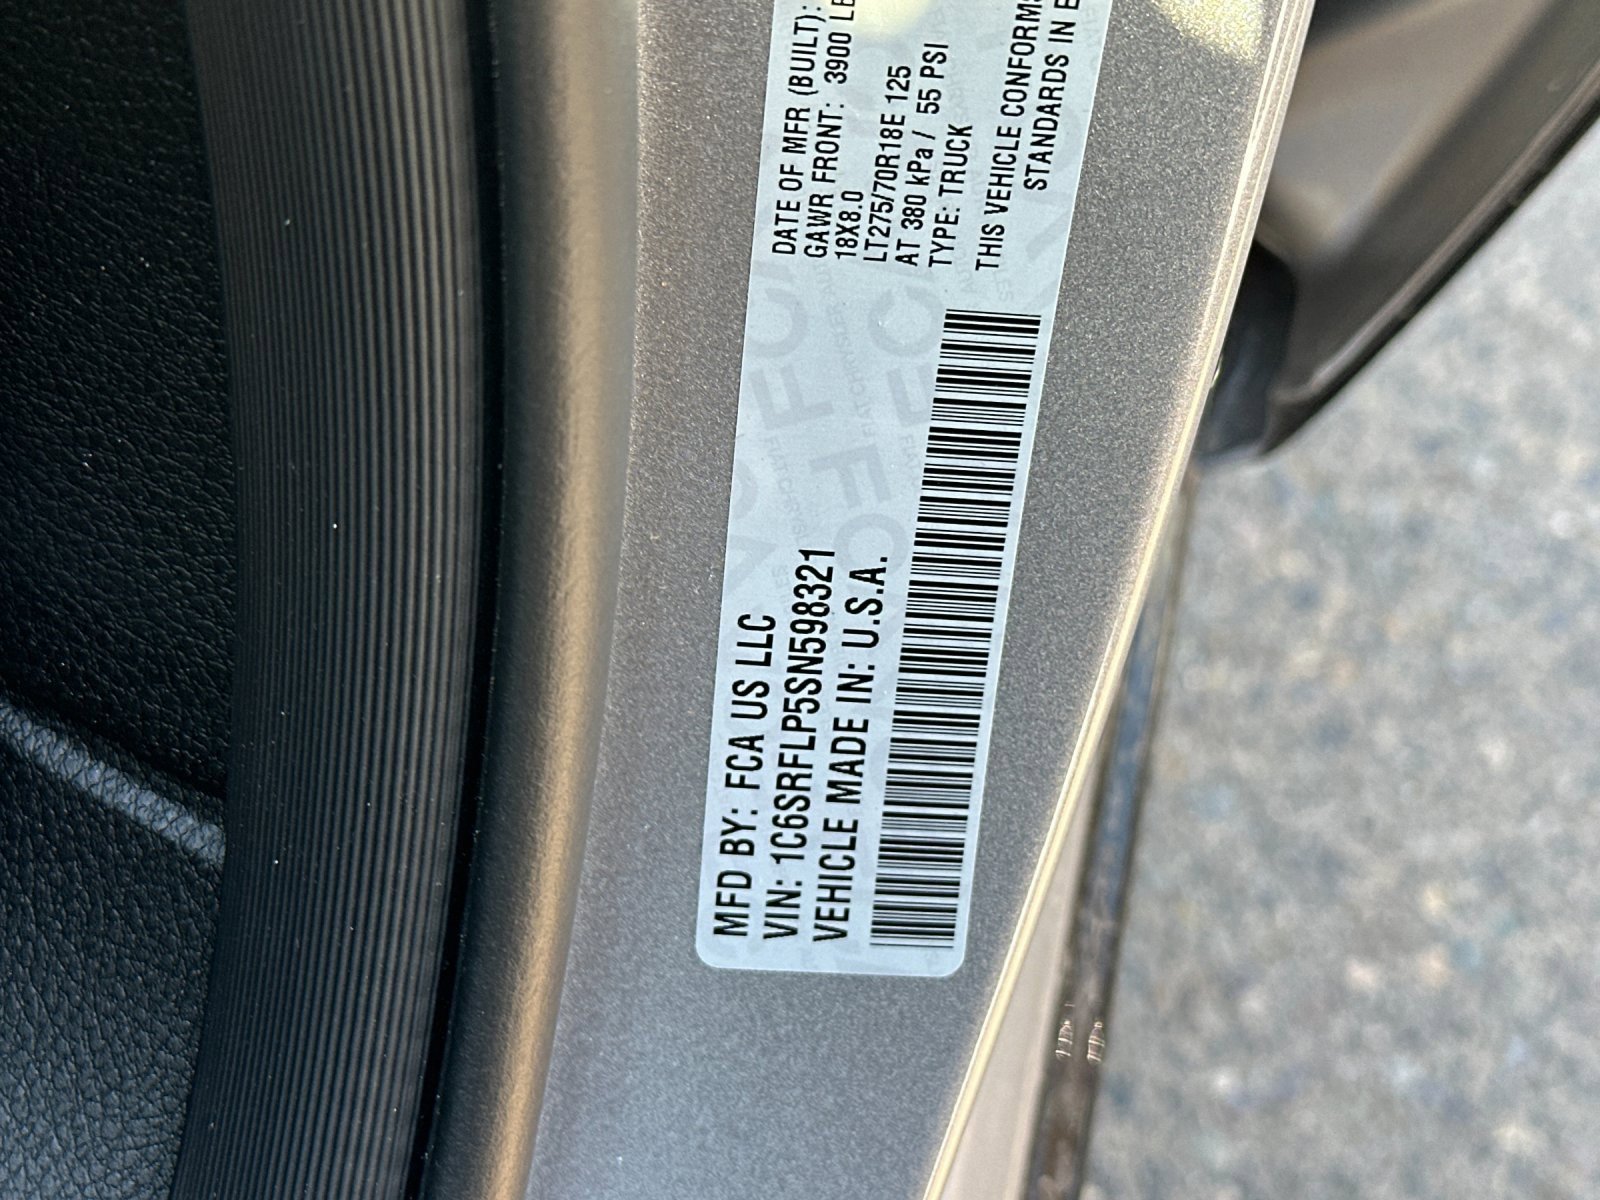 MFD BY: FCA US LLC
VIN: 1C6SRFLP5SN598321
VEHICLE MADE IN: U.S.A.
DATE OF MFR (BUILT):
GAWR FRONT: 3900 LB
18X8.0
LT275/70R18E 125
AT 380 kPa / 55 PSI
TYPE: TRUCK
THIS VEHICLE CONFORMS
STANDARDS IN E